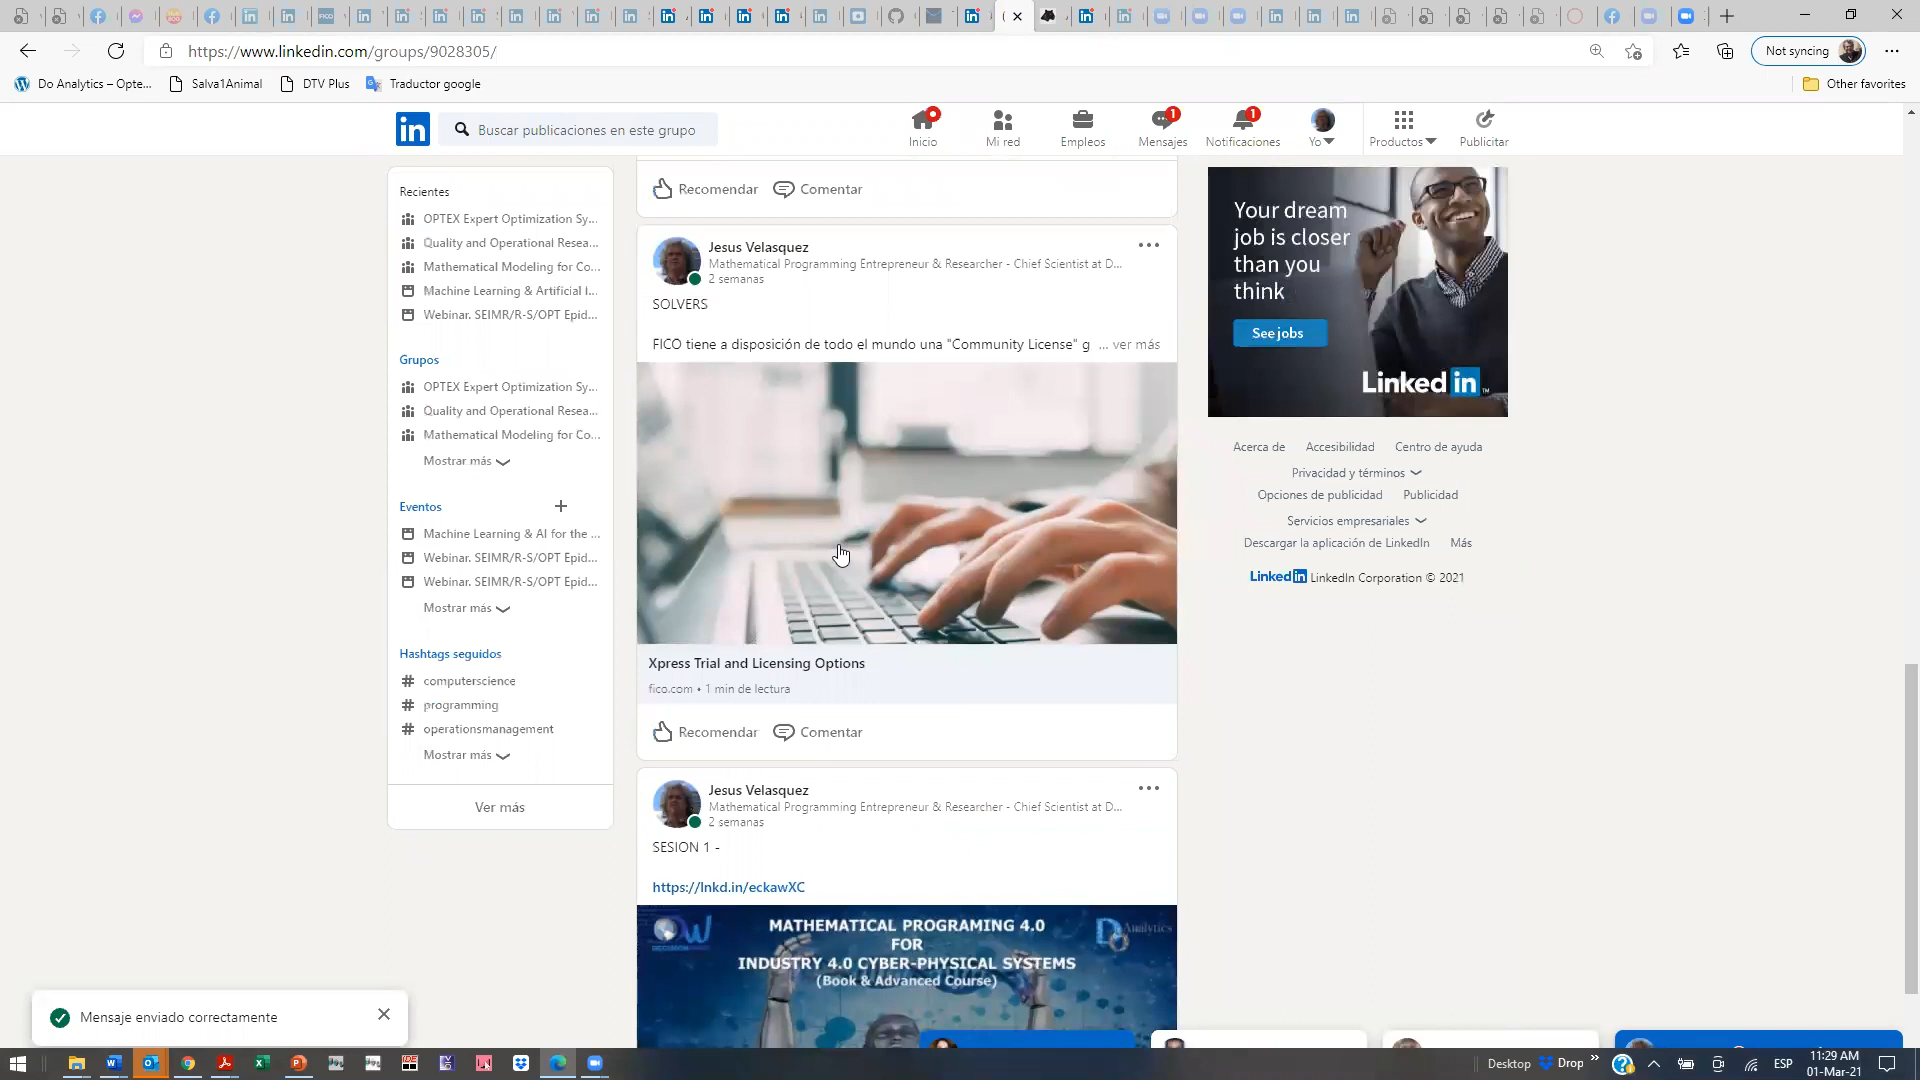 https://www.linkedin.com/groups/9028305/
Not syncing
Do Analytics – Opte...
Salva1Animal
DTV Plus
Traductor google
Other favorites
in
Buscar publicaciones en este grupo
Inicio
Mi red
Empleos
1
Mensajes
1
Notificaciones
Yo
Productos
Publicitar
Recientes
OPTEX Expert Optimization Sy...
Quality and Operational Resea...
Mathematical Modeling for Co...
Machine Learning & Artificial I...
Webinar. SEIMR/R-S/OPT Epid...
Grupos
OPTEX Expert Optimization Sy...
Quality and Operational Resea...
Mathematical Modeling for Co...
Mostrar más
Eventos
Machine Learning & AI for the ...
Webinar. SEIMR/R-S/OPT Epid...
Webinar. SEIMR/R-S/OPT Epid...
Mostrar más
Hashtags seguidos
# computerscience
# programming
# operationsmanagement
Mostrar más
Ver más
Recomendar
Comentar
Jesus Velasquez
Mathematical Programming Entrepreneur & Researcher - Chief Scientist at D...
2 semanas
SOLVERS
FICO tiene a disposición de todo el mundo una "Community License" g ... ver más
Xpress Trial and Licensing Options
fico.com • 1 min de lectura
Recomendar
Comentar
Jesus Velasquez
Mathematical Programming Entrepreneur & Researcher - Chief Scientist at D...
2 semanas
SESION 1 -
https://lnkd.in/eckawXC
MATHEMATICAL PROGRAMING 4.0
FOR
INDUSTRY 4.0 CYBER-PHYSICAL SYSTEMS
(Book & Advanced Course)
Analytics
Your dream
job is closer
than you
think
See jobs
Linked in
Acerca de
Accesibilidad
Centro de ayuda
Privacidad y términos
Opciones de publicidad
Publicidad
Servicios empresariales
Descargar la aplicación de LinkedIn
Más
Linked in LinkedIn Corporation © 2021
Mensaje enviado correctamente
Desktop
Drop
ESP
11:29 AM
01-Mar-21